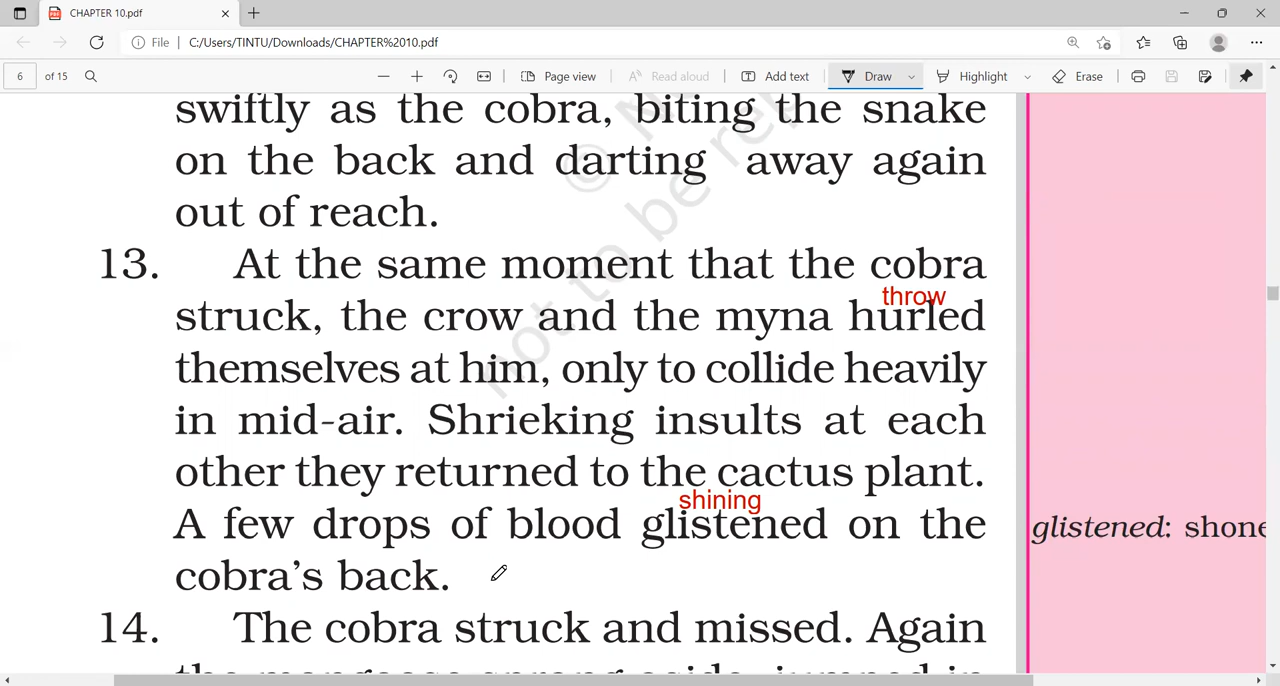 CHAPTER 10.pdf
File
C:/Users/TINTU/Downloads/CHAPTER%2010.pdf
6 of 15
Page view
Read aloud
Add text
Draw
Highlight
Erase
swiftly as the cobra, biting the snake
on the back and darting away again
out of reach.
13. At the same moment that the cobra
throw
struck, the crow and the myna hurled
themselves at him, only to collide heavily
in mid-air. Shrieking insults at each
other they returned to the cactus plant.
shining
A few drops of blood glistened on the
glistened: shone
cobra's back.
14. The cobra struck and missed. Again
© N
not to be rep